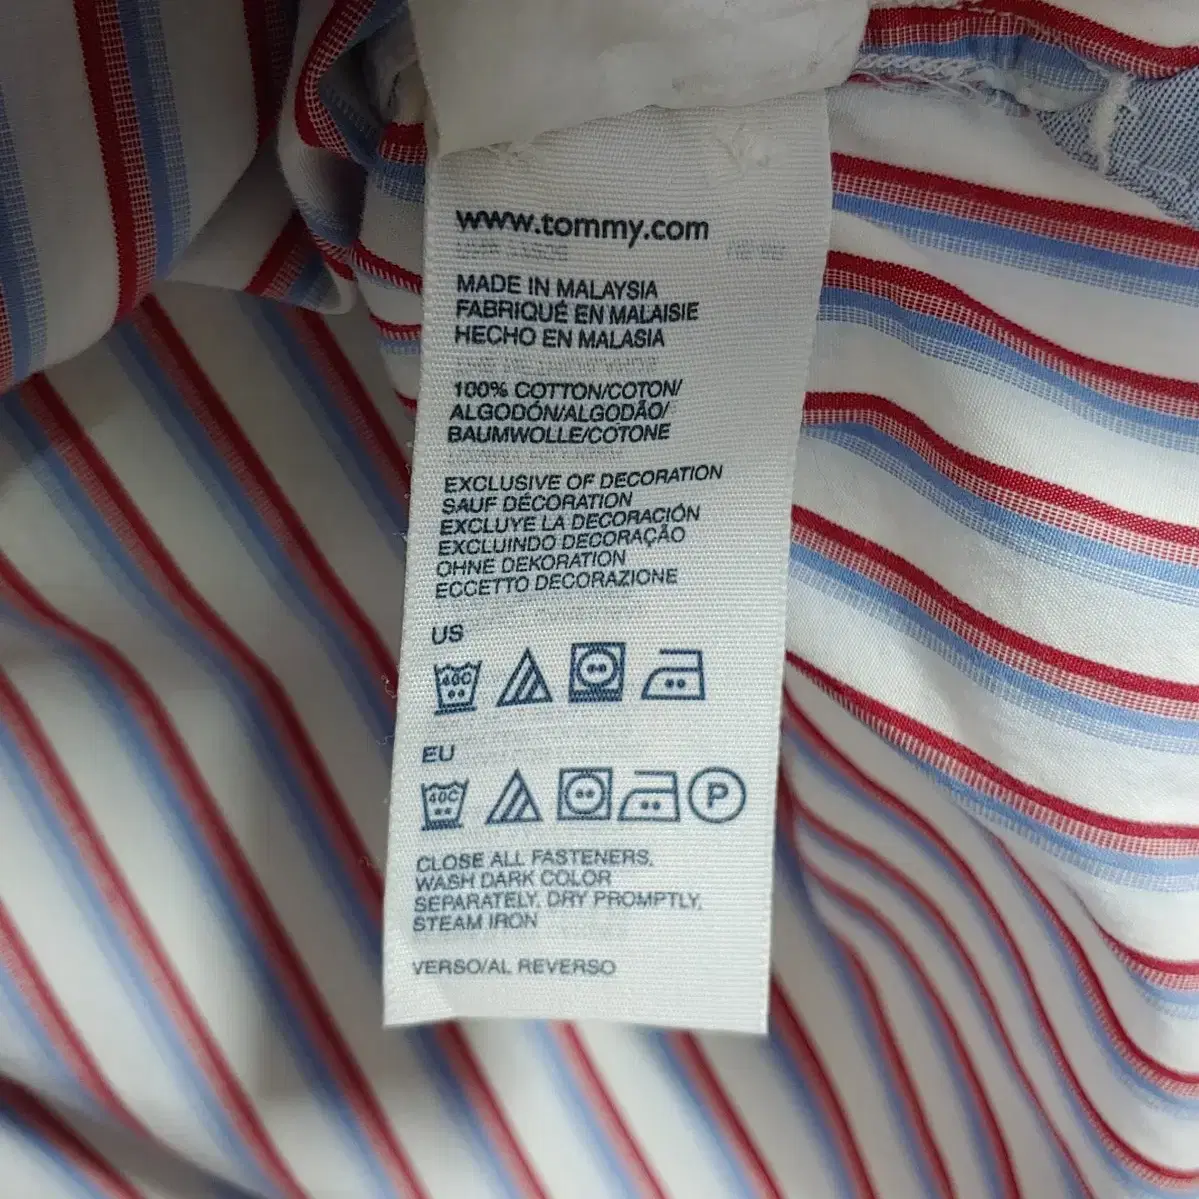 www.tommy.com
MADE IN MALAYSIA
FABRIQUÉ EN MALAISIE
HECHO EN MALASIA
100% COTTON/COTON/
ALGODÓN/ALGODÃO/
BAUMWOLLE/COTONE
EXCLUSIVE OF DECORATION
SAUF DÉCORATION
EXCLUYE LA DECORACIÓN
EXCLUINDO DECORAÇÃO
OHNE DEKORATION
ECCETTO DECORAZIONE
US
40C
EU
40C P
CLOSE ALL FASTENERS,
WASH DARK COLOR
SEPARATELY, DRY PROMPTLY,
STEAM IRON
VERSO/AL REVERSO